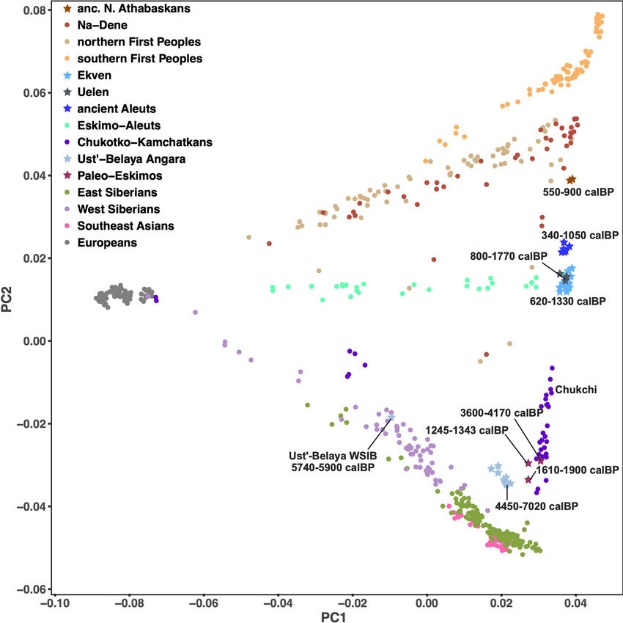 0.08
0.06
0.04
0.02
0.00
−0.02
−0.04
−0.06
PC2
anc. N. Athabaskans
Na−Dene
northern First Peoples
southern First Peoples
Ekven
Uelen
ancient Aleuts
Eskimo−Aleuts
Chukotko−Kamchatkans
Ust'−Belaya Angara
Paleo−Eskimos
East Siberians
West Siberians
Southeast Asians
Europeans
550-900 calBP
340-1050 calBP
800-1770 calBP
620-1330 calBP
Chukchi
3600-4170 calBP
1245-1343 calBP
Ust'-Belaya WSIB
5740-5900 calBP
1610-1900 calBP
4450-7020 calBP
−0.10
−0.08
−0.06
−0.04
−0.02
0.00
0.02
0.04
PC1